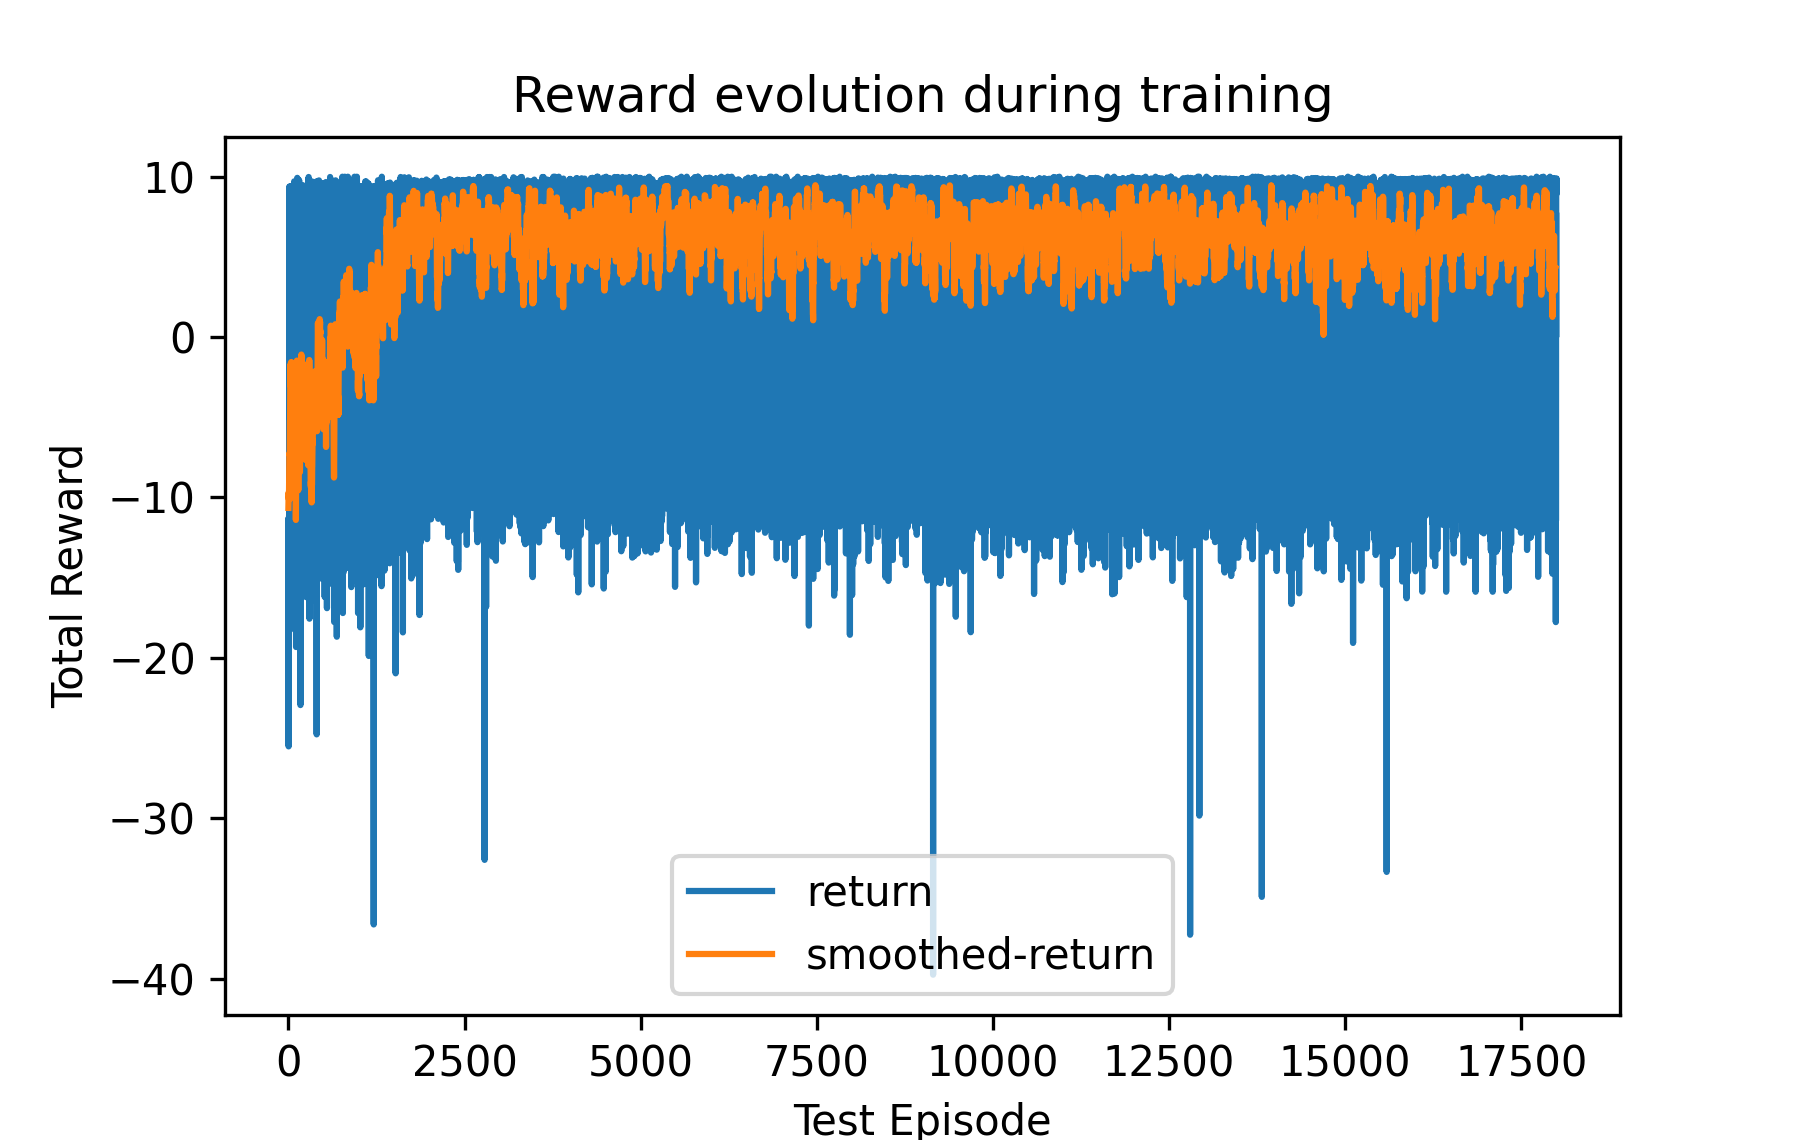 Reward evolution during training
10
0
−10
−20
−30
−40
Total Reward
return
smoothed-return
0 2500 5000 7500 10000 12500 15000 17500
Test Episode